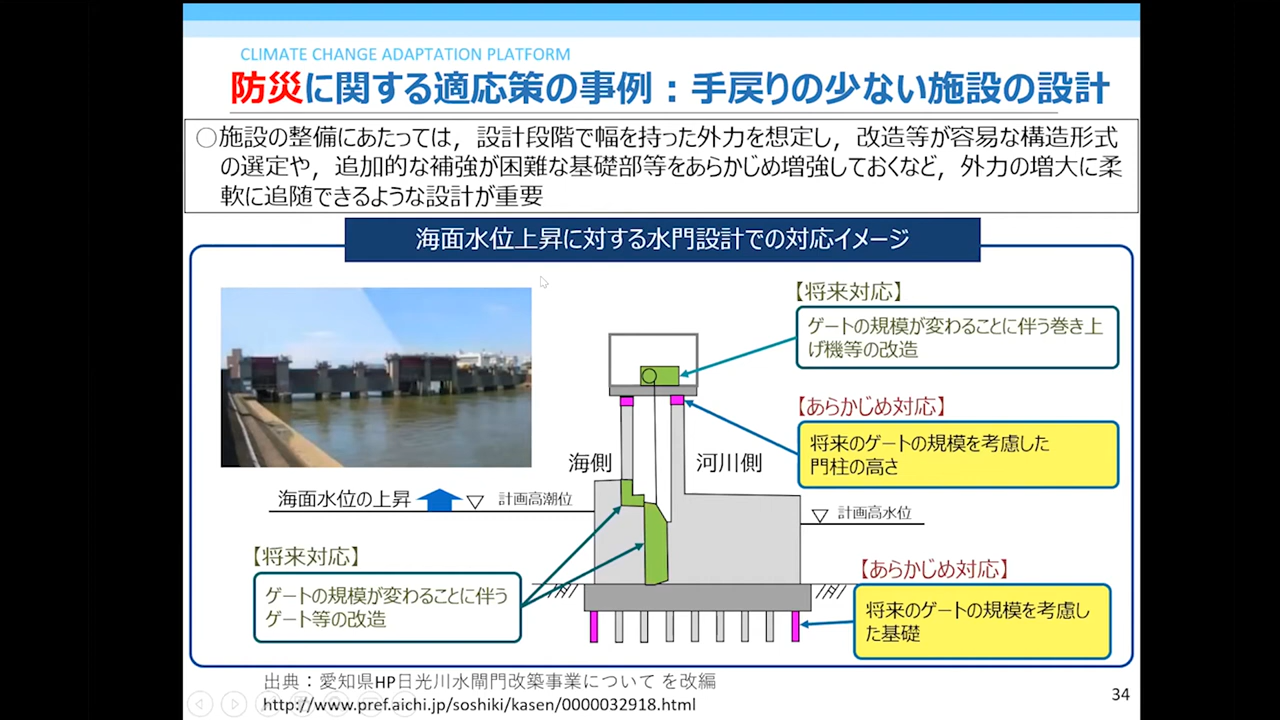 CLIMATE CHANGE ADAPTATION PLATFORM
防災に関する適応策の事例：手戻りの少ない施設の設計
○施設の整備にあたっては，設計段階で幅を持った外力を想定し，改造等が容易な構造形式
の選定や，追加的な補強が困難な基礎部等をあらかじめ増強しておくなど，外力の増大に柔
軟に追随できるような設計が重要
海面水位上昇に対する水門設計での対応イメージ
【将来対応】
ゲートの規模が変わることに伴う巻き上
げ機等の改造
【あらかじめ対応】
将来のゲートの規模を考慮した
門柱の高さ
海側
河川側
海面水位の上昇
計画高潮位
計画高水位
【将来対応】
ゲートの規模が変わることに伴う
ゲート等の改造
【あらかじめ対応】
将来のゲートの規模を考慮し
た基礎
出典：愛知県HP日光川水閘門改築事業について を改編
http://www.pref.aichi.jp/soshiki/kasen/0000032918.html
34